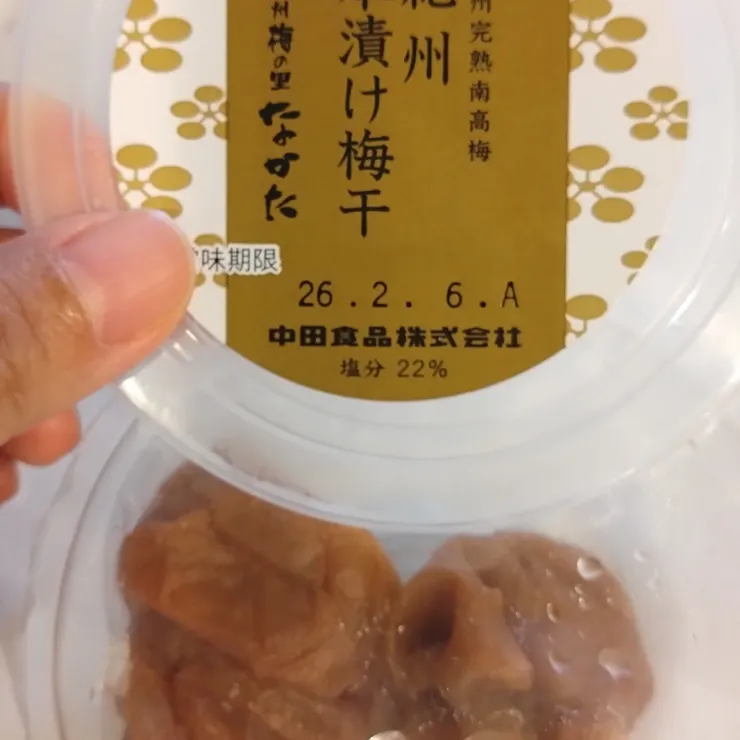 州完熟南高梅
紀州
漬け梅干
州梅の里
なかた
味期限
26.2.6.A
中田食品株式会社
塩分 22%